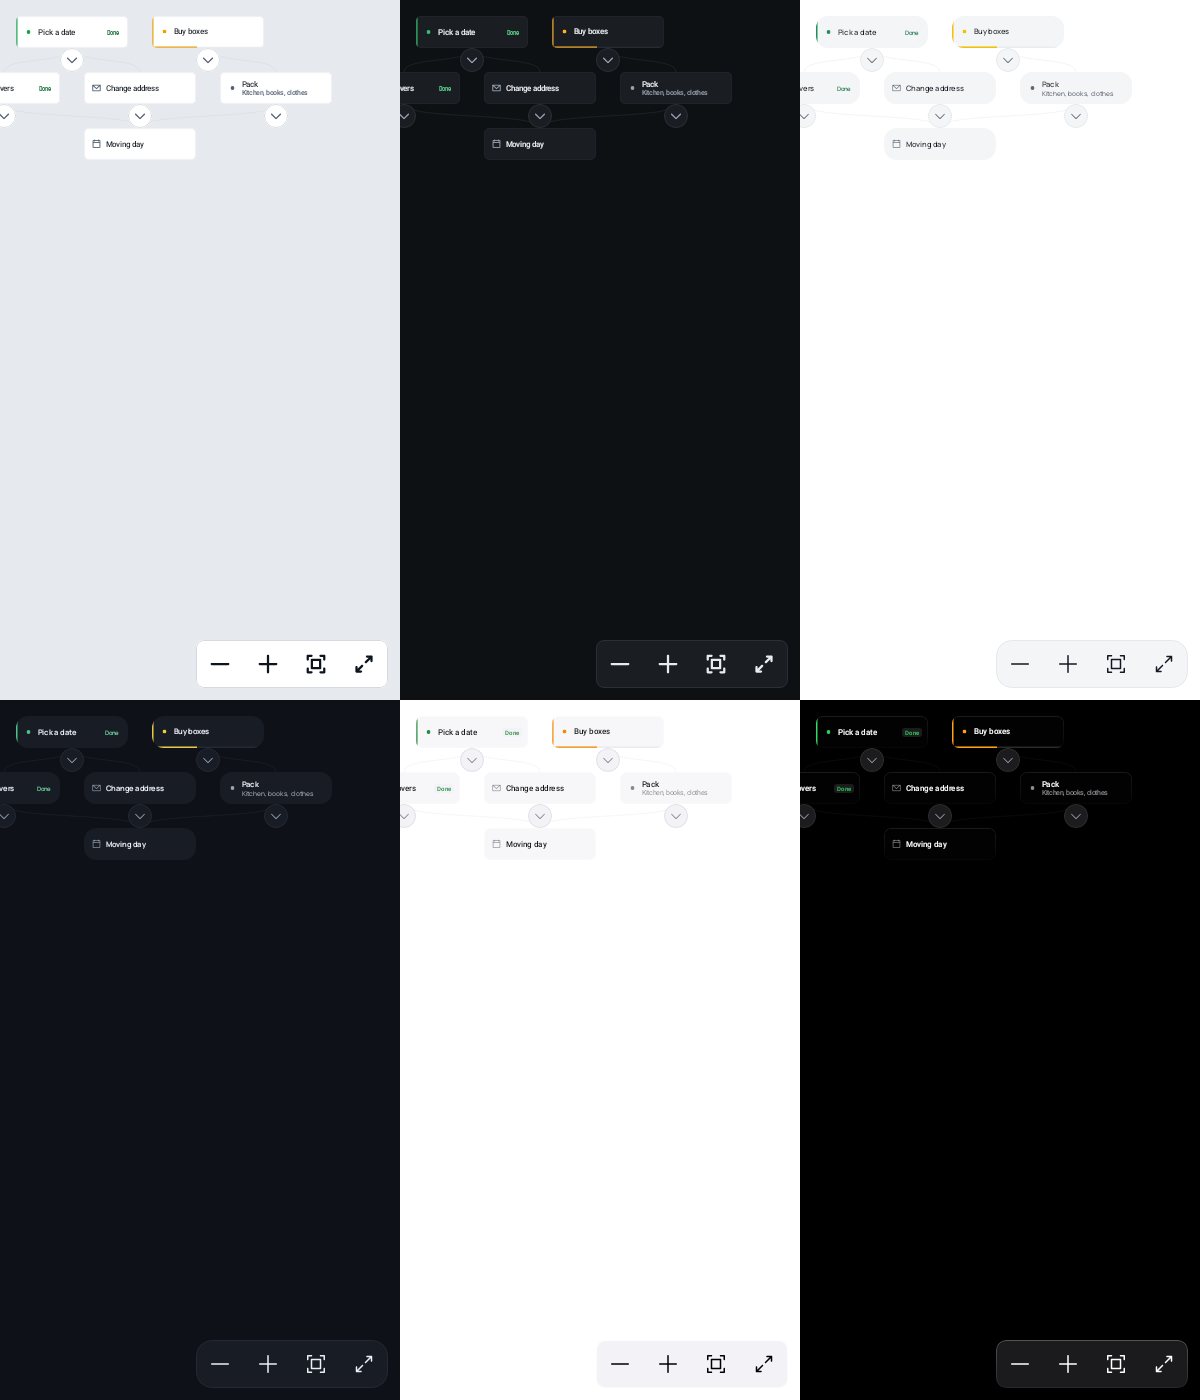 Pick a date Done Buy boxes
vers Done Change address Pack
Kitchen, books, clothes
Moving day
Pick a date Done Buy boxes
vers Done Change address Pack
Kitchen, books, clothes
Moving day
Pick a date Done Buy boxes
vers Done Change address Pack
Kitchen, books, clothes
Moving day
Pick a date Done Buy boxes
vers Done Change address Pack
Kitchen, books, clothes
Moving day
Pick a date Done Buy boxes
vers Done Change address Pack
Kitchen, books, clothes
Moving day
Pick a date Done Buy boxes
vers Done Change address Pack
Kitchen, books, clothes
Moving day